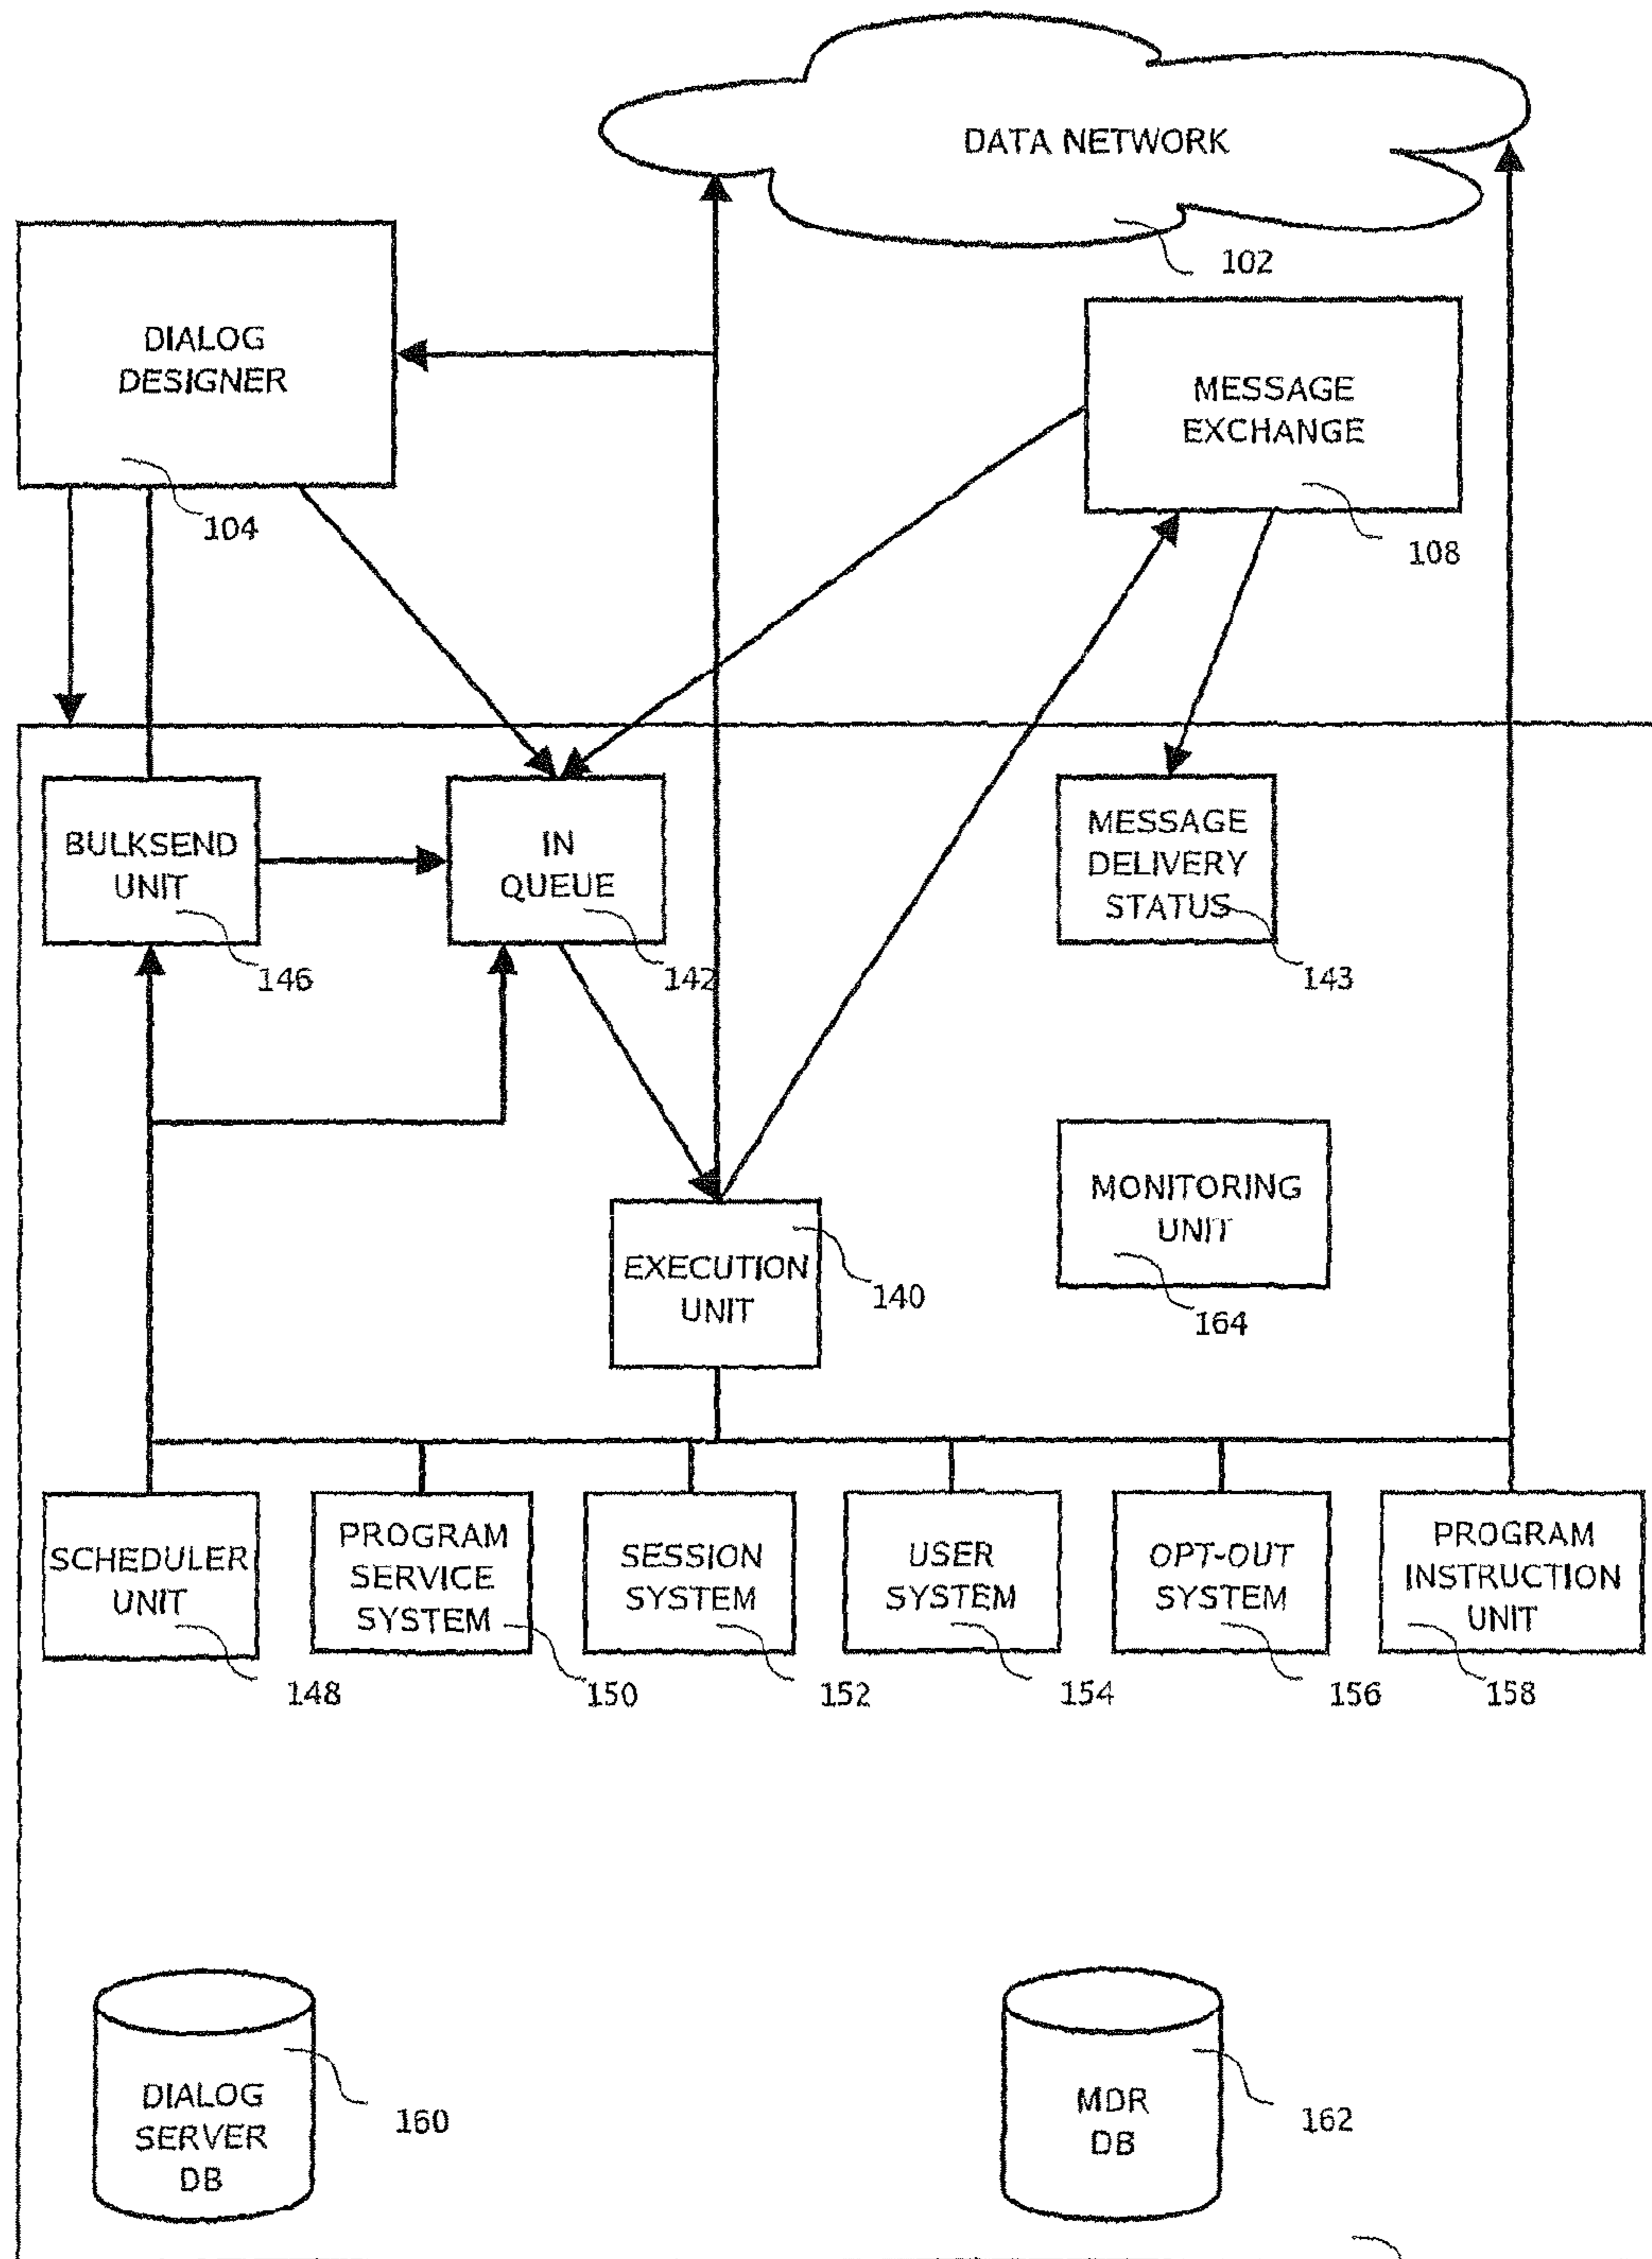 DATA NETWORK
102
DIALOG
DESIGNER
104
MESSAGE
EXCHANGE
108
BULKSEND
UNIT
146
IN
QUEUE
142
MESSAGE
DELIVERY
STATUS
143
MONITORING
UNIT
164
EXECUTION
UNIT
140
SCHEDULER
UNIT
148
PROGRAM
SERVICE
SYSTEM
150
SESSION
SYSTEM
152
USER
SYSTEM
154
OPT-OUT
SYSTEM
156
PROGRAM
INSTRUCTION
UNIT
158
DIALOG
SERVER
DB
160
MDR
DB
162